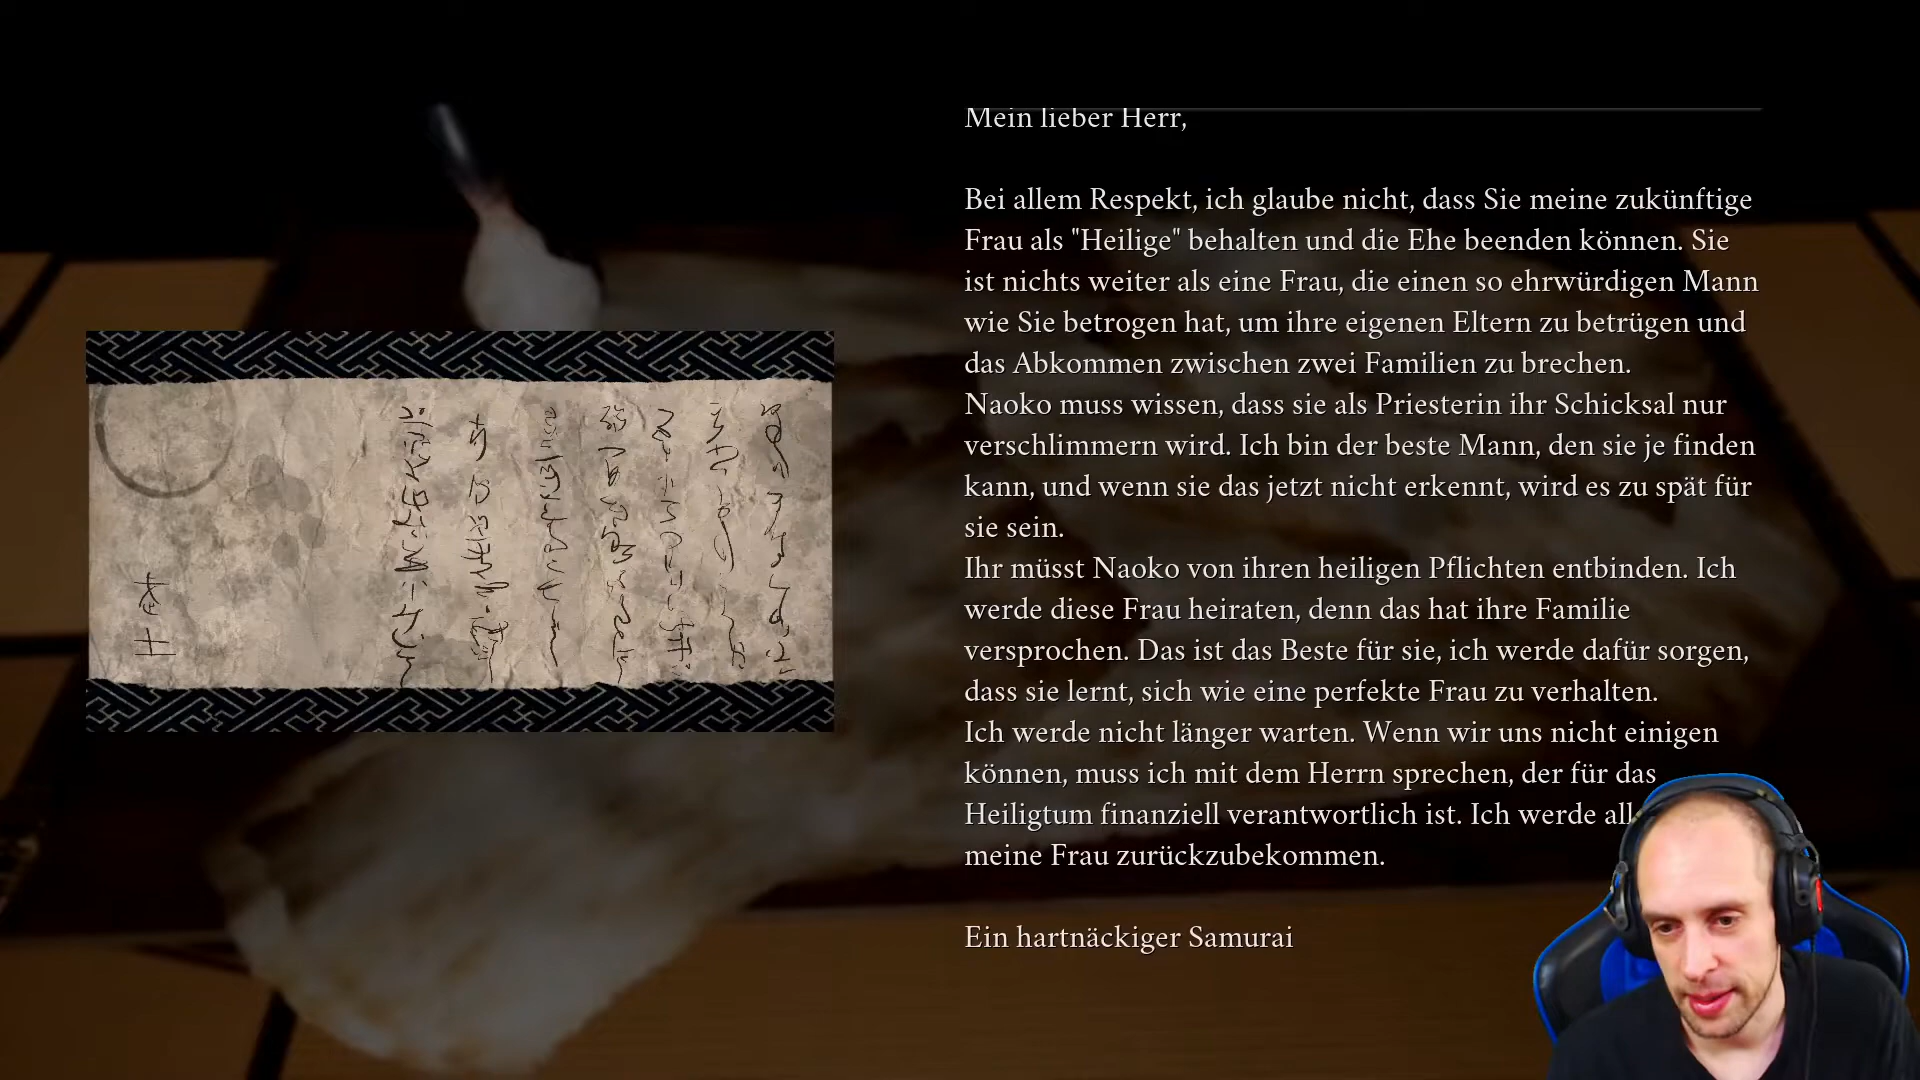 Mein lieber Herr,
Bei allem Respekt, ich glaube nicht, dass Sie meine zukünftige
Frau als "Heilige" behalten und die Ehe beenden können. Sie
ist nichts weiter als eine Frau, die einen so ehrwürdigen Mann
wie Sie betrogen hat, um ihre eigenen Eltern zu betrügen und
das Abkommen zwischen zwei Familien zu brechen.
Naoko muss wissen, dass sie als Priesterin ihr Schicksal nur
verschlimmern wird. Ich bin der beste Mann, den sie je finden
kann, und wenn sie das jetzt nicht erkennt, wird es zu spät für
sie sein.
Ihr müsst Naoko von ihren heiligen Pflichten entbinden. Ich
werde diese Frau heiraten, denn das hat ihre Familie
versprochen. Das ist das Beste für sie, ich werde dafür sorgen,
dass sie lernt, sich wie eine perfekte Frau zu verhalten.
Ich werde nicht länger warten. Wenn wir uns nicht einigen
können, muss ich mit dem Herrn sprechen, der für das
Heiligtum finanziell verantwortlich ist. Ich werde
meine Frau zurückzubekommen.
Ein hartnäckiger Samurai